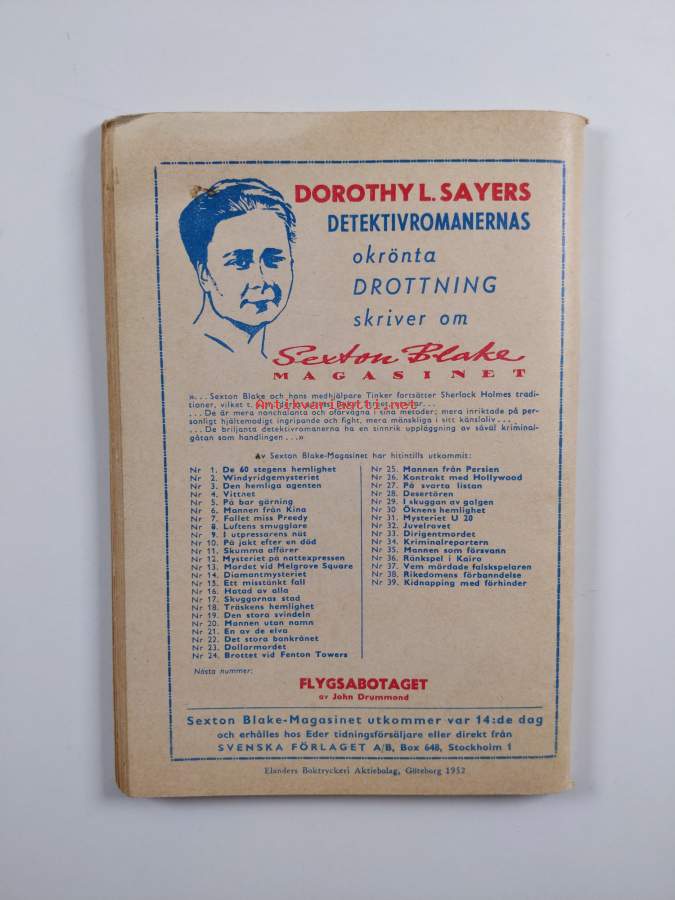 DOROTHY L. SAYERS
DETEKTIVROMANERNAS
okrönta
DROTTNING
skriver om
Sexton Blake
MAGASINET
»... Sexton Blake och hans medhjälpare Tinker fortsätter Sherlock Holmes tradi-
tioner, vilket
Antikvariaatti.net
... De är mera nonchalanta och oförvägna i sina metoder; mera inriktade på per-
sonligt hjältemodigt ingripande och fight, mera mänskliga i sitt känsloliv...
... De briljanta detektivromanerna ha en sinnrik uppläggning av såväl kriminal-
gåtan som handlingen ...»
Av Sexton Blake-Magasinet har hitintills utkommit:
Nr 1. De 60 stegens hemlighet
Nr 2. Windyridgemysteriet
Nr 3. Den hemliga agenten
Nr 4. Vittnet
Nr 5. På bar gärning
Nr 6. Mannen från Kina
Nr 7. Fallet miss Preedy
Nr 8. Luftens smugglare
Nr 9. I utpressarens nät
Nr 10. På jakt efter en död
Nr 11. Skumma affärer
Nr 12. Mysteriet på nattexpressen
Nr 13. Mordet vid Melgrove Square
Nr 14. Diamantmysteriet
Nr 15. Ett misstänkt fall
Nr 16. Hatad av alla
Nr 17. Skuggornas stad
Nr 18. Träskens hemlighet
Nr 19. Den stora svindeln
Nr 20. Mannen utan namn
Nr 21. En av de elva
Nr 22. Det stora bankrånet
Nr 23. Dollarmordet
Nr 24. Brottet vid Fenton Towers
Nr 25. Mannen från Persien
Nr 26. Kontrakt med Hollywood
Nr 27. På svarta listan
Nr 28. Desertören
Nr 29. I skuggan av galgen
Nr 30 Öknens hemlighet
Nr 31. Mysteriet U 20
Nr 32. Juvelrovet
Nr 33. Dirigentmordet
Nr 34. Kriminalreportern
Nr 35. Mannen som försvann
Nr 36. Ränkspel i Kairo
Nr 37. Vem mördade falskspelaren
Nr 38. Rikedomens förbanndelse
Nr 39. Kidnapping med förhinder
Nästa nummer:
FLYGSABOTAGET
av John Drummond
Sexton Blake-Magasinet utkommer var 14:de dag
och erhålles hos Eder tidningsförsäljare eller direkt från
SVENSKA FÖRLAGET A/B, Box 648, Stockholm 1
Elanders Boktryckeri Aktiebolag, Göteborg 1952